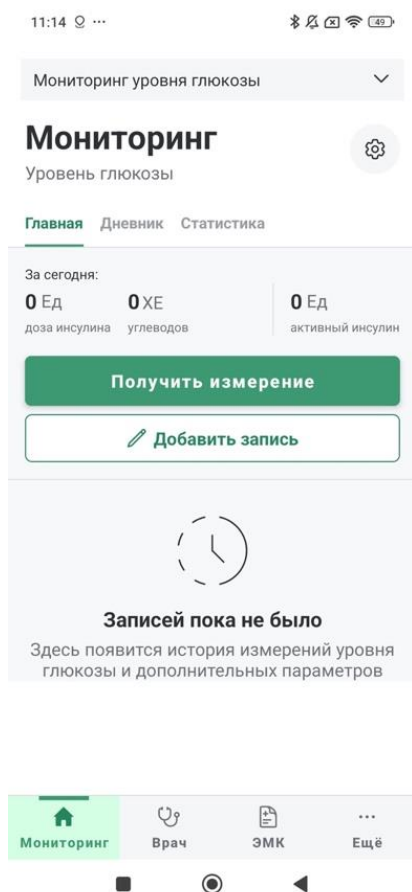 11:14
49
Мониторинг уровня глюкозы
Мониторинг
Уровень глюкозы
Главная Дневник Статистика
За сегодня:
0 Ед 0 ХЕ 0 Ед
доза инсулина углеводов активный инсулин
Получить измерение
Добавить запись
Записей пока не было
Здесь появится история измерений уровня
глюкозы и дополнительных параметров
Мониторинг Врач ЭМК Ещё